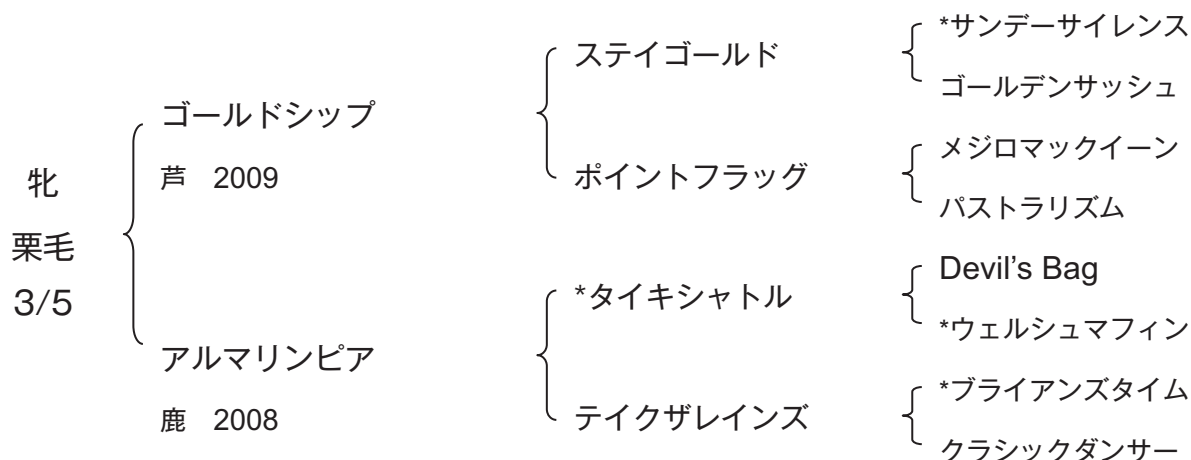 牝
栗毛
3/5
ゴールドシップ
芦 2009
アルマリンピア
鹿 2008
ステイゴールド
ポイントフラッグ
*タイキシャトル
テイクザレインズ
*サンデーサイレンス
ゴールデンサッシュ
メジロマックイーン
パストラリズム
Devil's Bag
*ウェルシュマフィン
*ブライアンズタイム
クラシックダンサー